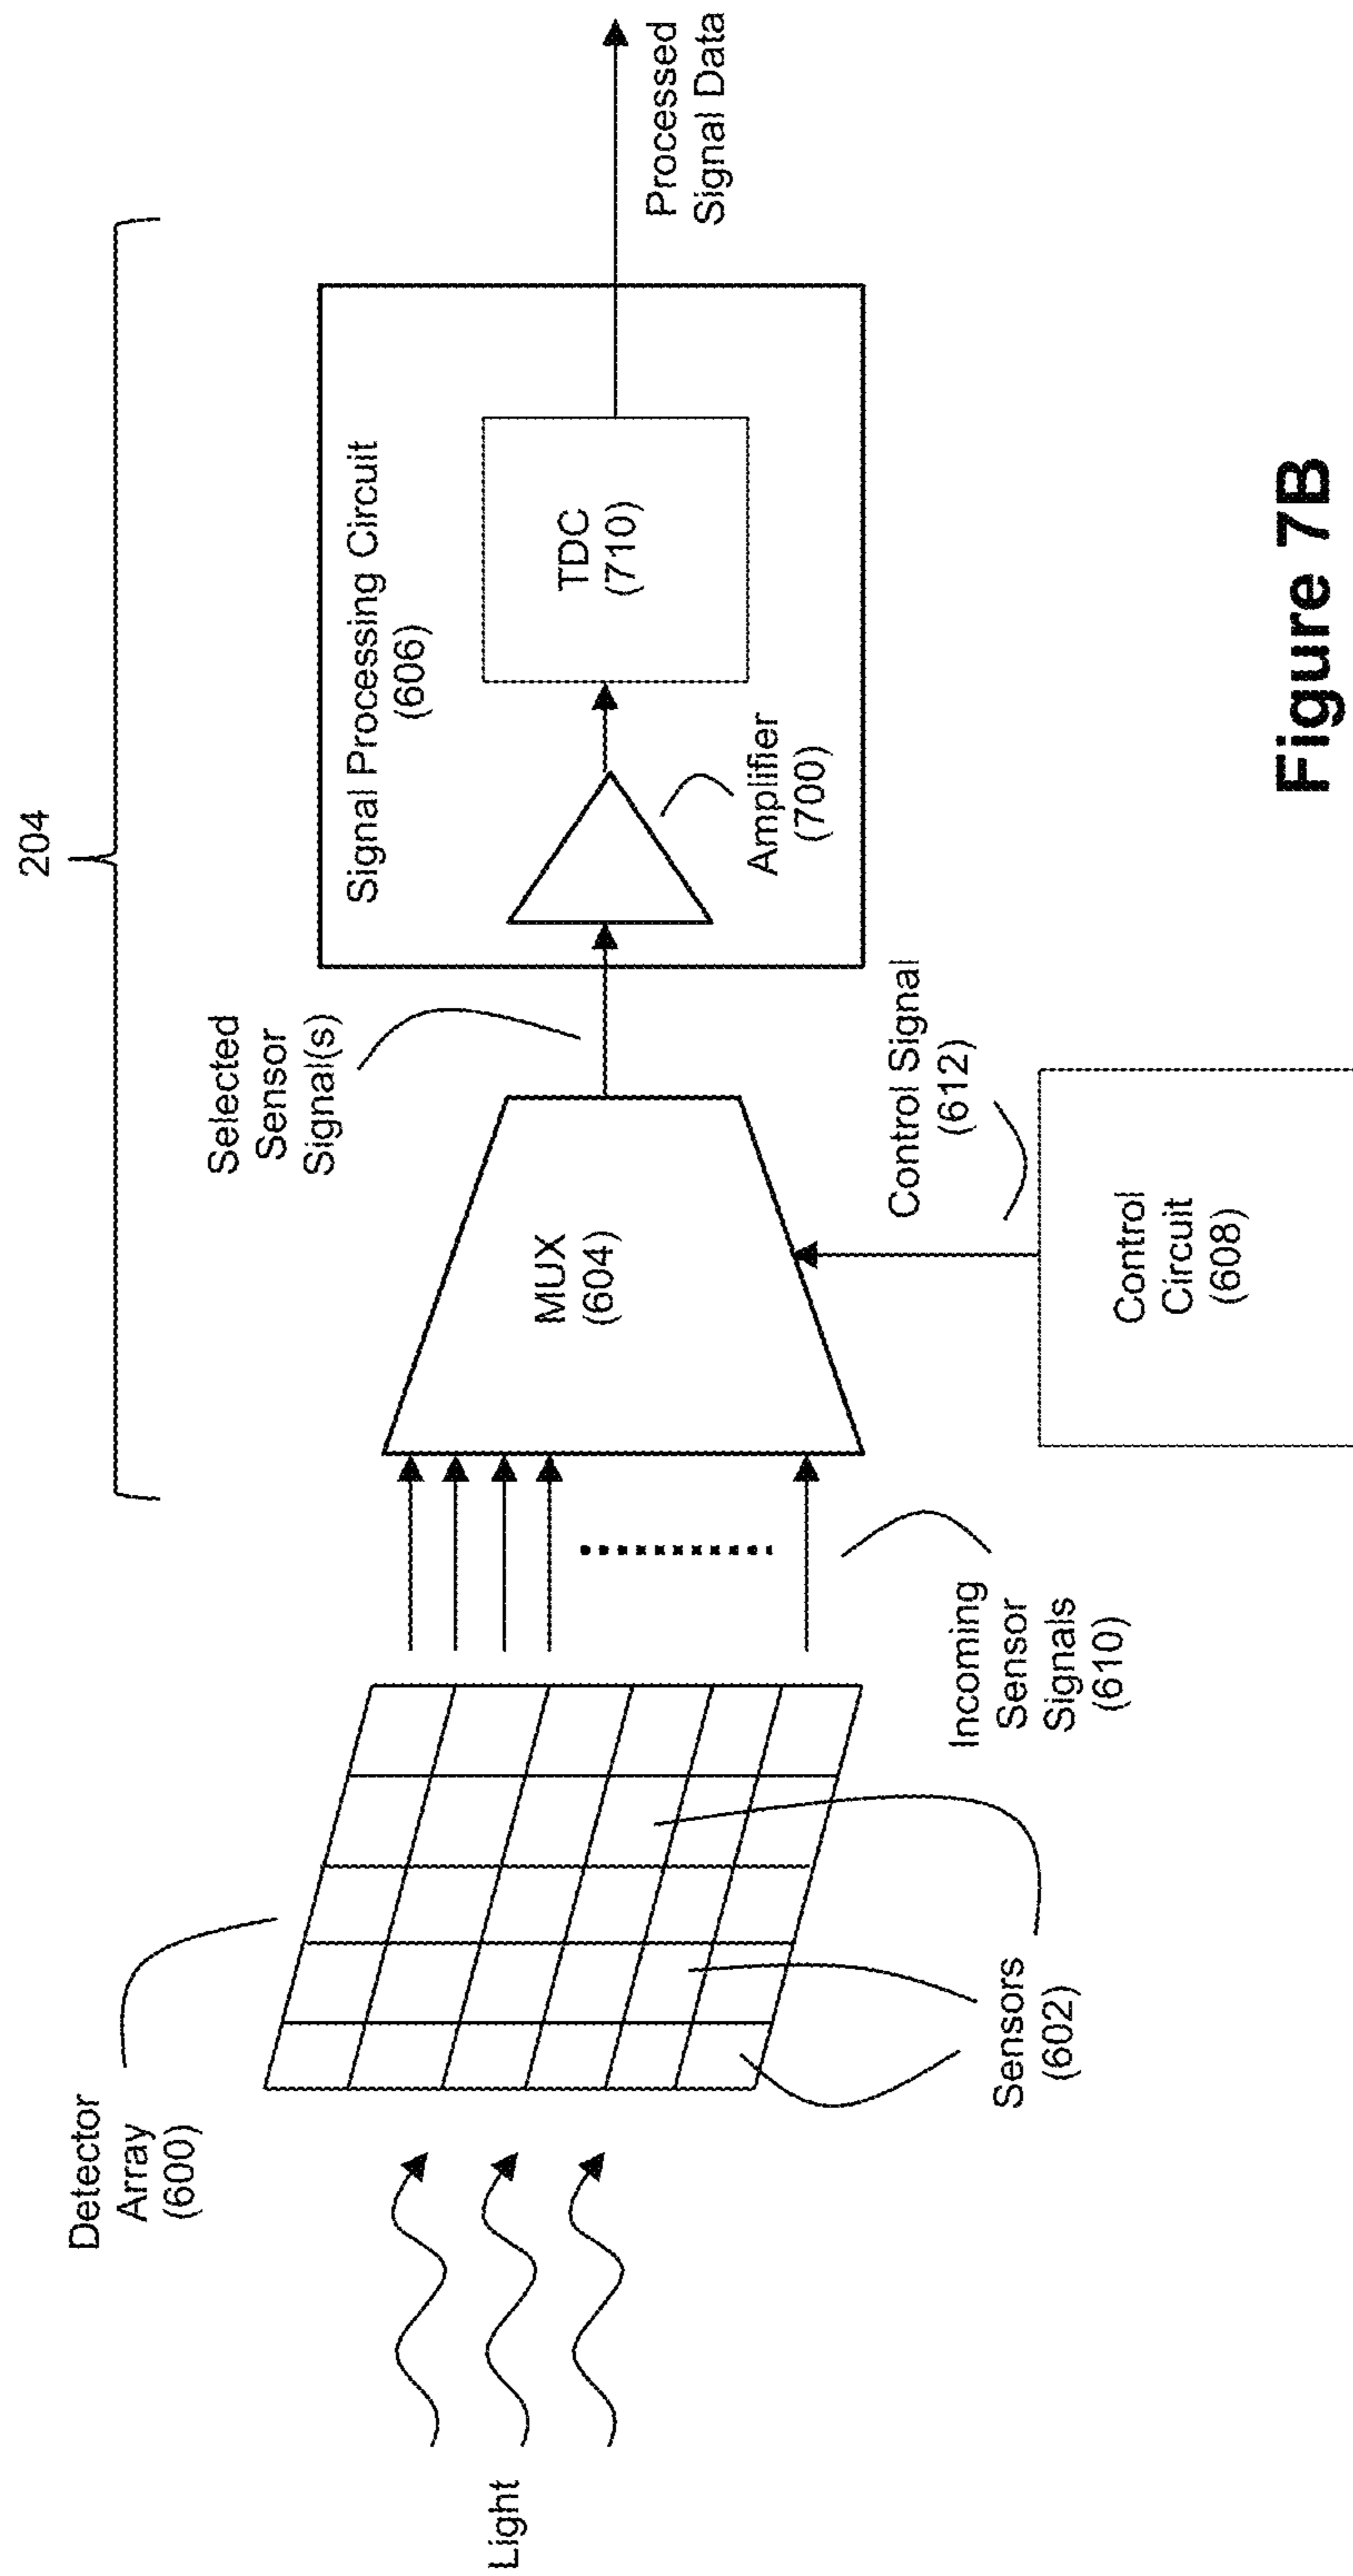 204
Detector
Array
(600)
Light
Sensors
(602)
Incoming
Sensor
Signals
(610)
MUX
(604)
Selected
Sensor
Signal(s)
Control Signal
(612)
Control
Circuit
(608)
Signal Processing Circuit
(606)
Amplifier
(700)
TDC
(710)
Processed
Signal Data
Figure 7B